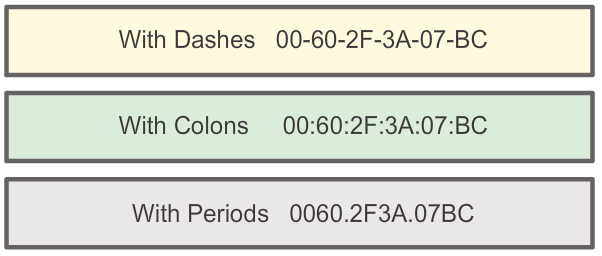 With Dashes 00-60-2F-3A-07-BC
With Colons 00:60:2F:3A:07:BC
With Periods 0060.2F3A.07BC